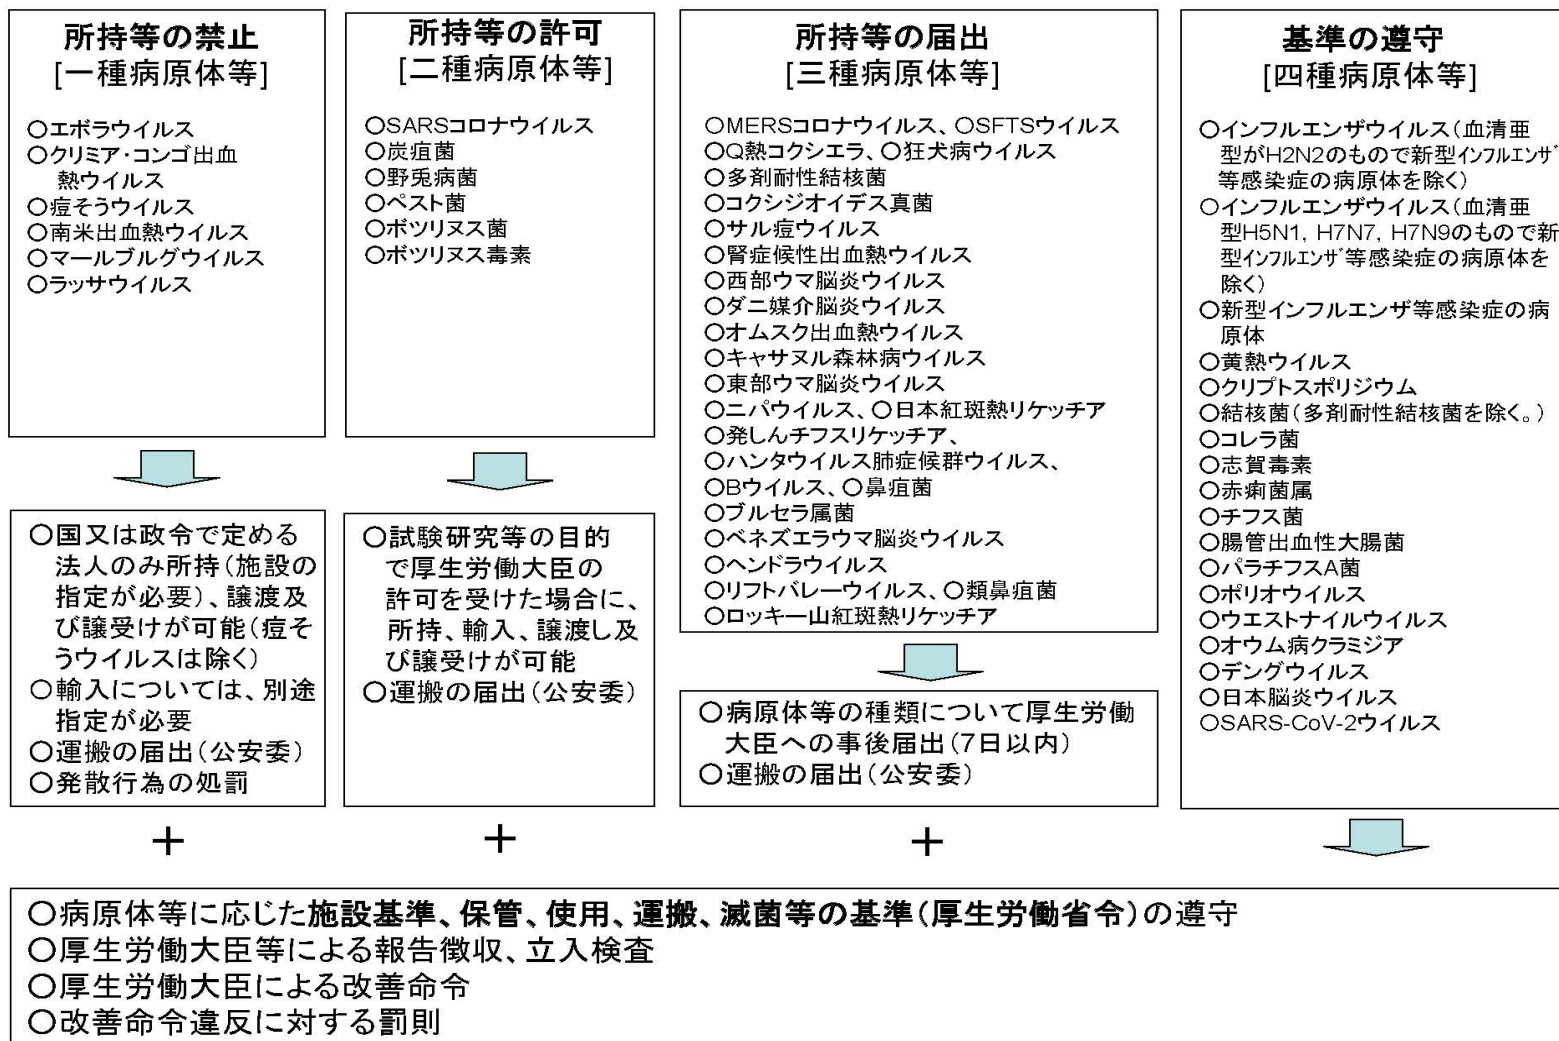 所持等の禁止
[一種病原体等]
○エボラウイルス
○クリミア・コンゴ出血
熱ウイルス
○痘そうウイルス
○南米出血熱ウイルス
○マールブルグウイルス
○ラッサウイルス
○国又は政令で定める
法人のみ所持（施設の
指定が必要）、譲渡及
び譲受けが可能（痘そ
うウイルスは除く）
○輸入については、別途
指定が必要
○運搬の届出（公安委）
○発散行為の処罰
＋
所持等の許可
[二種病原体等]
○SARSコロナウイルス
○炭疽菌
○野兎病菌
○ペスト菌
○ボツリヌス菌
○ボツリヌス毒素
○試験研究等の目的
で厚生労働大臣の
許可を受けた場合に、
所持、輸入、譲渡し及
び譲受けが可能
○運搬の届出（公安委）
＋
所持等の届出
[三種病原体等]
○MERSコロナウイルス、○SFTSウイルス
○Q熱コクシエラ、○狂犬病ウイルス
○多剤耐性結核菌
○コクシジオイデス真菌
○サル痘ウイルス
○腎症候性出血熱ウイルス
○西部ウマ脳炎ウイルス
○ダニ媒介脳炎ウイルス
○オムスク出血熱ウイルス
○キャサヌル森林病ウイルス
○東部ウマ脳炎ウイルス
○ニパウイルス、○日本紅斑熱リケッチア
○発しんチフスリケッチア、
○ハンタウイルス肺症候群ウイルス、
○Bウイルス、○鼻疽菌
○ブルセラ属菌
○ベネズエラウマ脳炎ウイルス
○ヘンドラウイルス
○リフトバレーウイルス、○類鼻疽菌
○ロッキー山紅斑熱リケッチア
○病原体等の種類について厚生労働
大臣への事後届出（7日以内）
○運搬の届出（公安委）
＋
基準の遵守
[四種病原体等]
○インフルエンザウイルス（血清亜
型がH2N2のもので新型インフルエンザ
等感染症の病原体を除く）
○インフルエンザウイルス（血清亜
型H5N1, H7N7, H7N9のもので新
型インフルエンザ等感染症の病原体を
除く）
○新型インフルエンザ等感染症の病
原体
○黄熱ウイルス
○クリプトスポリジウム
○結核菌（多剤耐性結核菌を除く。）
○コレラ菌
○志賀毒素
○赤痢菌属
○チフス菌
○腸管出血性大腸菌
○パラチフスA菌
○ポリオウイルス
○ウエストナイルウイルス
○オウム病クラミジア
○デングウイルス
○日本脳炎ウイルス
○SARS-CoV-2ウイルス
○病原体等に応じた施設基準、保管、使用、運搬、滅菌等の基準（厚生労働省令）の遵守
○厚生労働大臣等による報告徴収、立入検査
○厚生労働大臣による改善命令
○改善命令違反に対する罰則